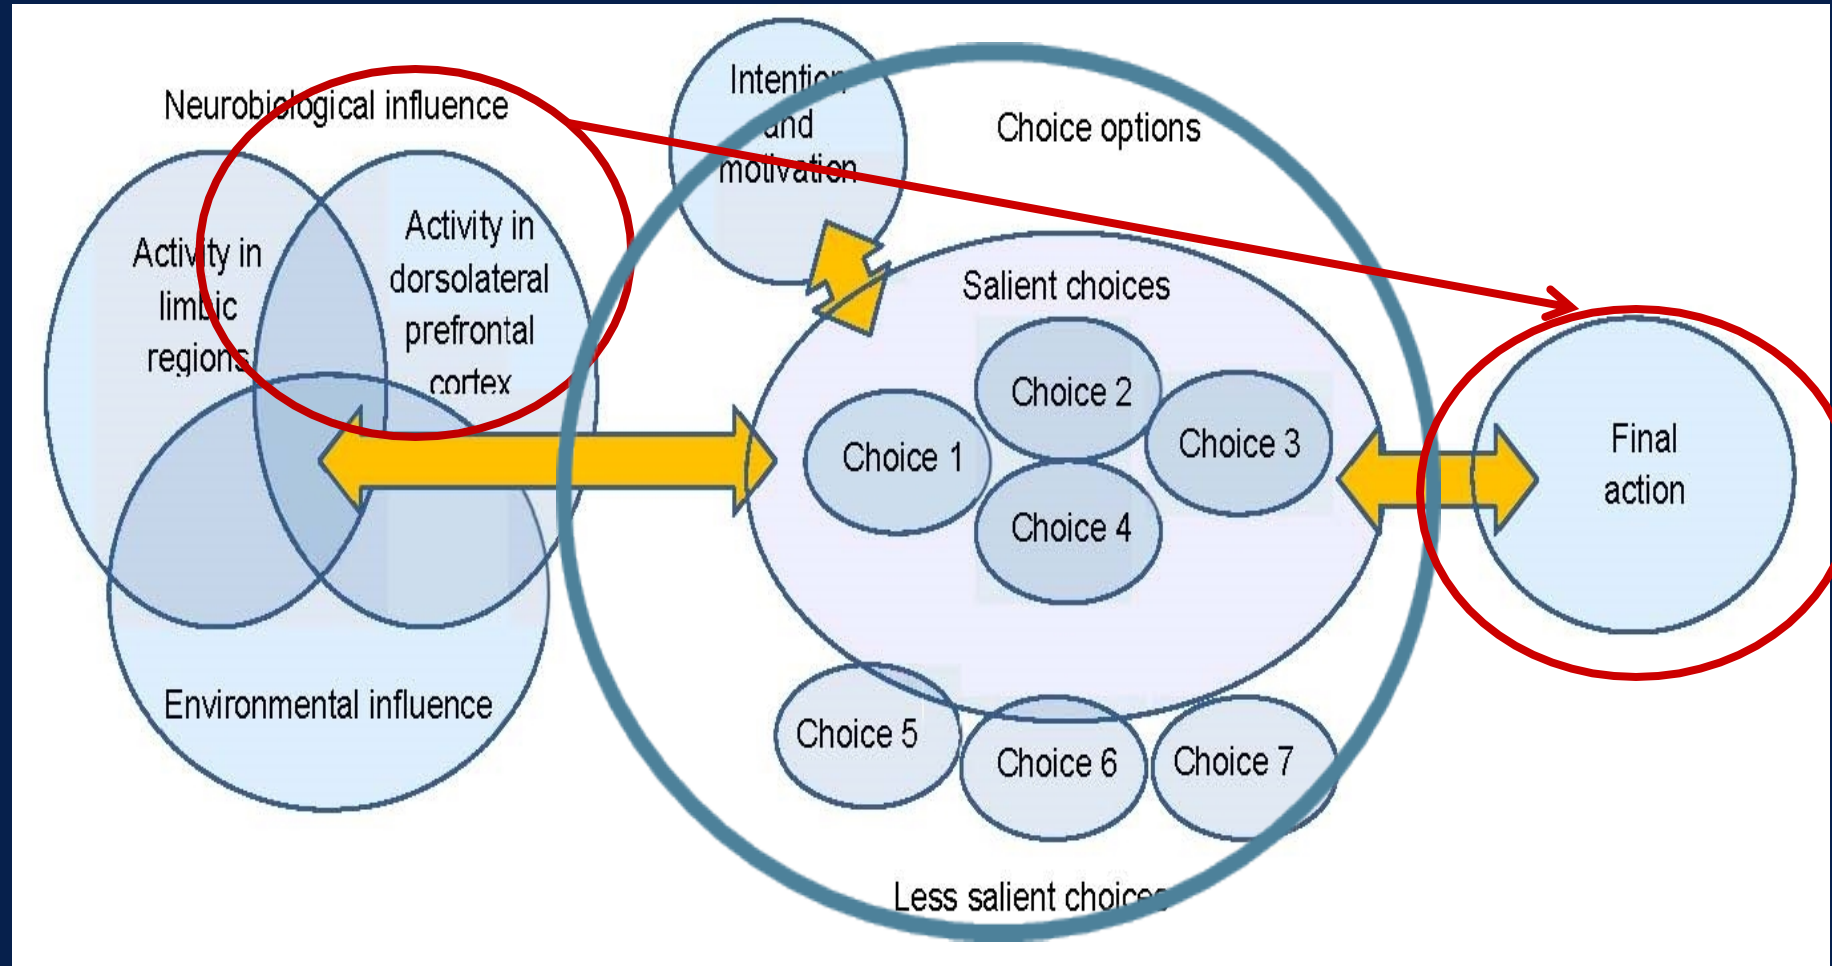 Neurobiological influence
Activity in
limbic
regions
Activity in
dorsolateral
prefrontal
cortex
Environmental influence
Intention
and
motivation
Choice options
Salient choices
Choice 1
Choice 2
Choice 3
Choice 4
Choice 5
Choice 6
Choice 7
Less salient choices
Final
action